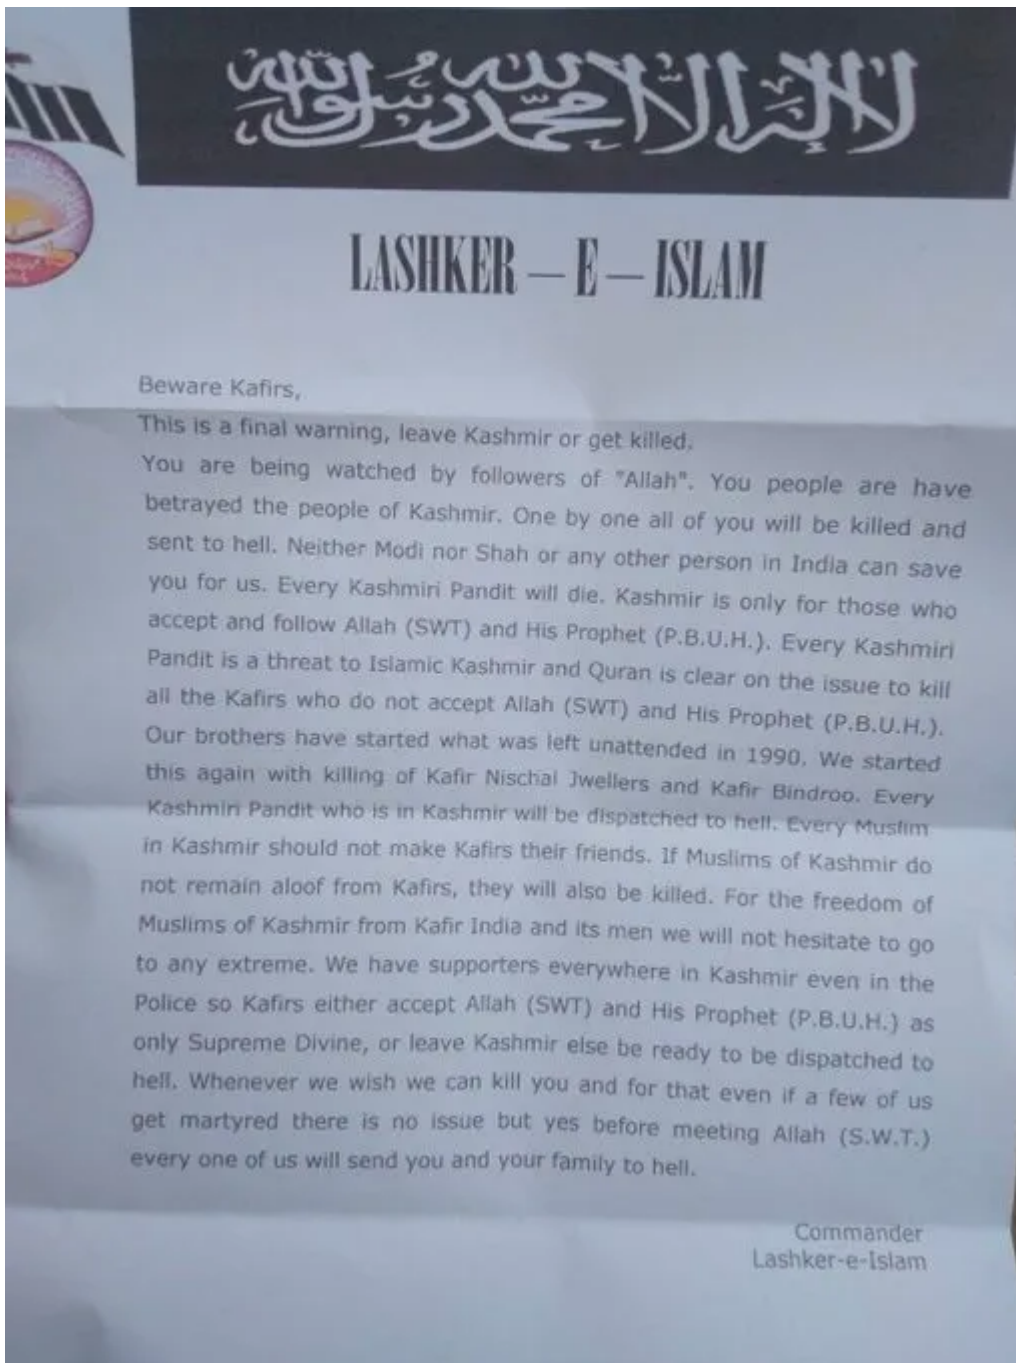 لا إله إلا الله محمد رسول الله
LASHKER – E – ISLAM
Beware Kafirs,
This is a final warning, leave Kashmir or get killed.
You are being watched by followers of "Allah". You people are have
betrayed the people of Kashmir. One by one all of you will be killed and
sent to hell. Neither Modi nor Shah or any other person in India can save
you for us. Every Kashmiri Pandit will die. Kashmir is only for those who
accept and follow Allah (SWT) and His Prophet (P.B.U.H.). Every Kashmiri
Pandit is a threat to Islamic Kashmir and Quran is clear on the issue to kill
all the Kafirs who do not accept Allah (SWT) and His Prophet (P.B.U.H.).
Our brothers have started what was left unattended in 1990. We started
this again with killing of Kafir Nischal Jwellers and Kafir Bindroo. Every
Kashmiri Pandit who is in Kashmir will be dispatched to hell. Every Muslim
in Kashmir should not make Kafirs their friends. If Muslims of Kashmir do
not remain aloof from Kafirs, they will also be killed. For the freedom of
Muslims of Kashmir from Kafir India and its men we will not hesitate to go
to any extreme. We have supporters everywhere in Kashmir even in the
Police so Kafirs either accept Allah (SWT) and His Prophet (P.B.U.H.) as
only Supreme Divine, or leave Kashmir else be ready to be dispatched to
hell. Whenever we wish we can kill you and for that even if a few of us
get martyred there is no issue but yes before meeting Allah (S.W.T.)
every one of us will send you and your family to hell.
Commander
Lashker-e-Islam